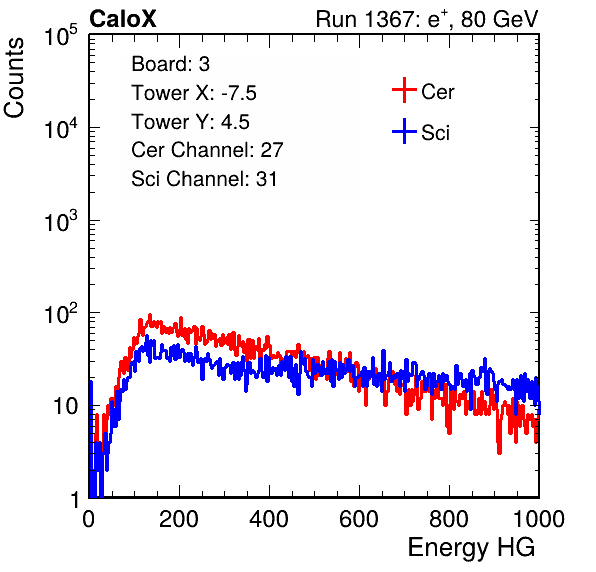 CaloX Run 1367: e⁺, 80 GeV
Counts
Board: 3
Tower X: -7.5
Tower Y: 4.5
Cer Channel: 27
Sci Channel: 31
Cer
Sci
10⁵
10⁴
10³
10²
10
1
0 200 400 600 800 1000
Energy HG